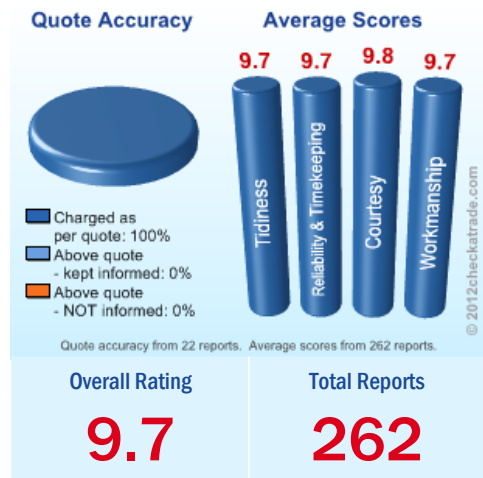 Quote Accuracy
Average Scores
9.7 9.7 9.8 9.7
Tidiness
Reliability & Timekeeping
Courtesy
Workmanship
Charged as
per quote: 100%
Above quote
- kept informed: 0%
Above quote
- NOT informed: 0%
© 2012checkatrade.com
Quote accuracy from 22 reports. Average scores from 262 reports.
Overall Rating
9.7
Total Reports
262